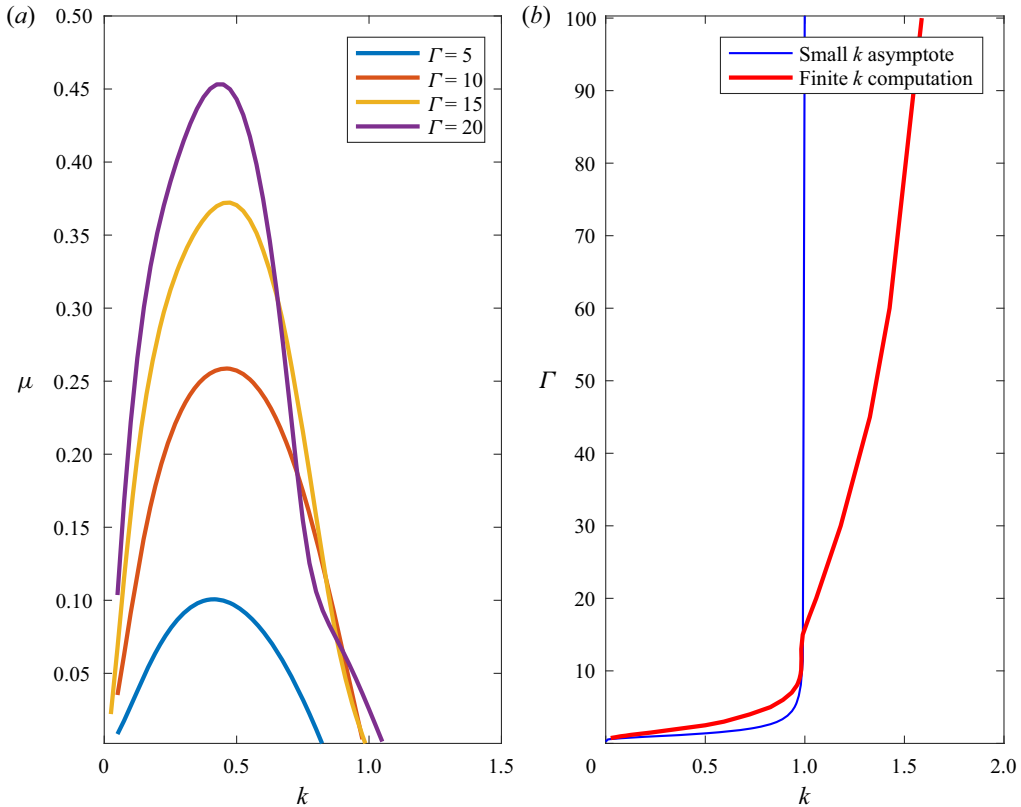 (a)
0.50
0.45
0.40
0.35
0.30
0.25
0.20
0.15
0.10
0.05
μ
0
0.5
1.0
1.5
k
Γ = 5
Γ = 10
Γ = 15
Γ = 20
(b)
100
90
80
70
60
50
40
30
20
10
Γ
0
0.5
1.0
1.5
2.0
k
Small k asymptote
Finite k computation